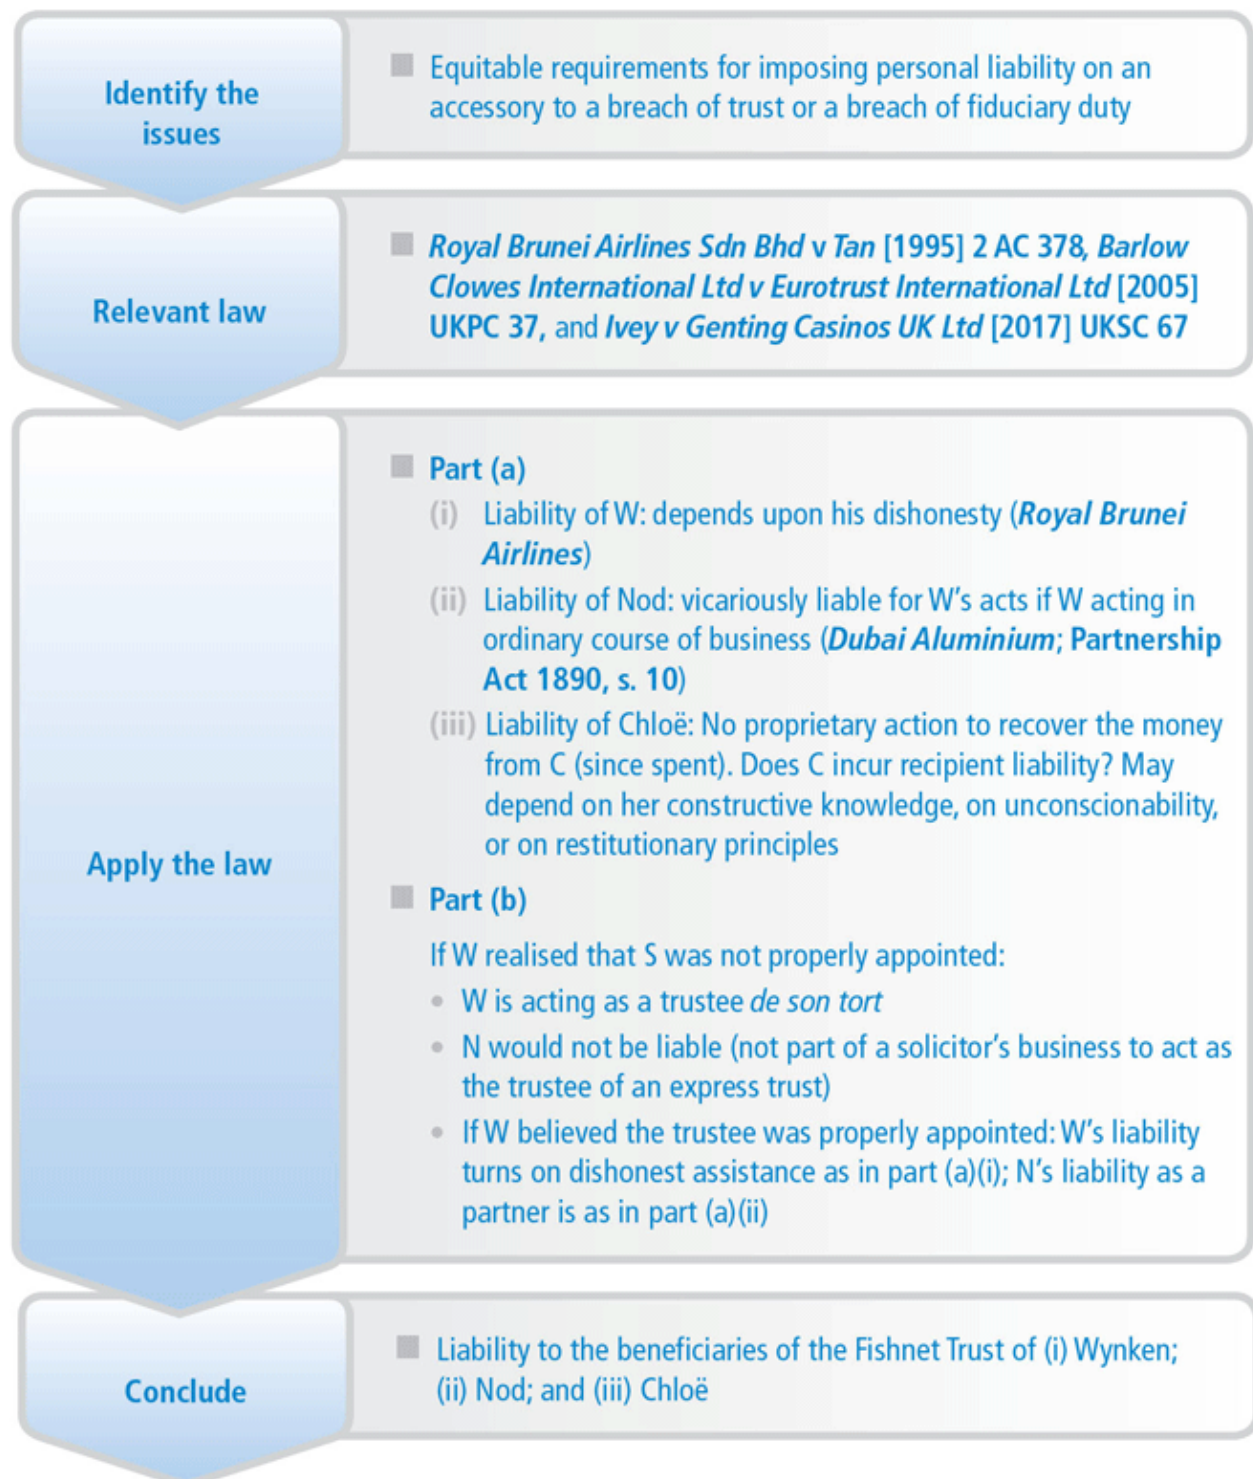 Identify the
issues
Equitable requirements for imposing personal liability on an
accessory to a breach of trust or a breach of fiduciary duty
Relevant law
Royal Brunei Airlines Sdn Bhd v Tan [1995] 2 AC 378, Barlow
Clowes International Ltd v Eurotrust International Ltd [2005]
UKPC 37, and Ivey v Genting Casinos UK Ltd [2017] UKSC 67
Apply the law
Part (a)
(i) Liability of W: depends upon his dishonesty (Royal Brunei
Airlines)
(ii) Liability of Nod: vicariously liable for W's acts if W acting in
ordinary course of business (Dubai Aluminium; Partnership
Act 1890, s. 10)
(iii) Liability of Chloë: No proprietary action to recover the money
from C (since spent). Does C incur recipient liability? May
depend on her constructive knowledge, on unconscionability,
or on restitutionary principles
Part (b)
If W realised that S was not properly appointed:
• W is acting as a trustee de son tort
• N would not be liable (not part of a solicitor's business to act as
the trustee of an express trust)
• If W believed the trustee was properly appointed: W's liability
turns on dishonest assistance as in part (a)(i); N's liability as a
partner is as in part (a)(ii)
Conclude
Liability to the beneficiaries of the Fishnet Trust of (i) Wynken;
(ii) Nod; and (iii) Chloë